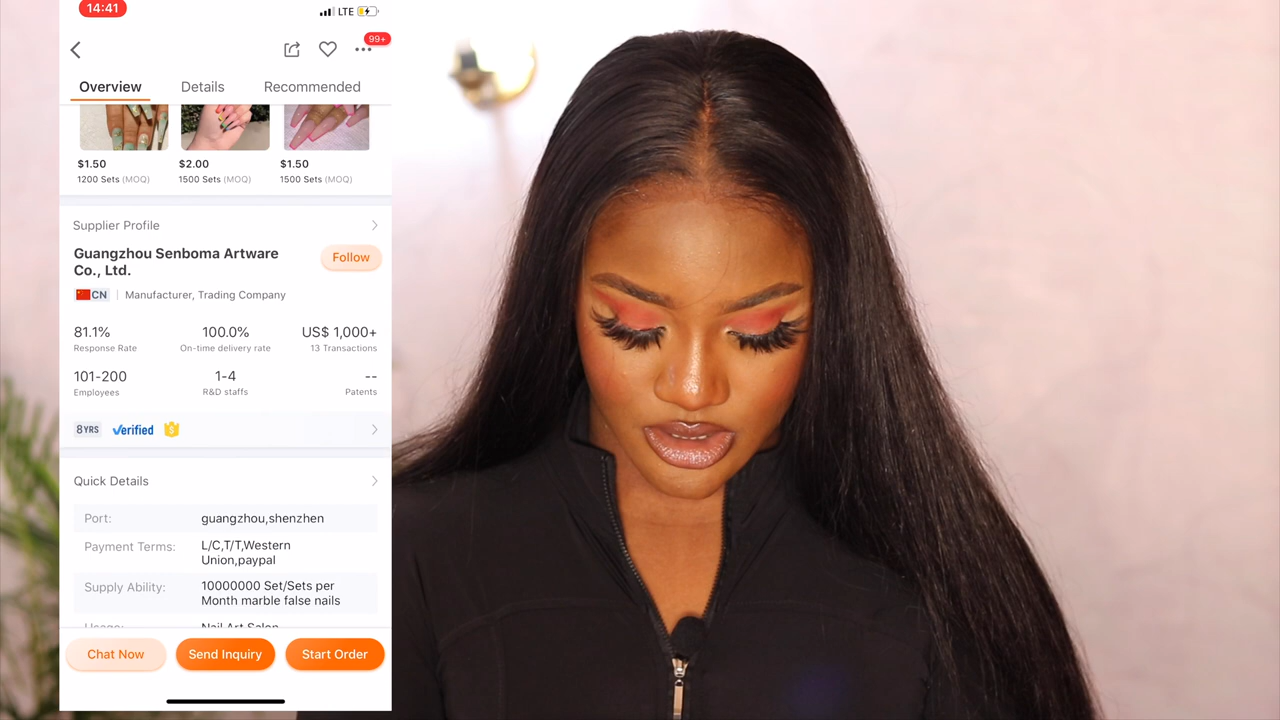 14:41
LTE
99+
Overview Details Recommended
$1.50 $2.00 $1.50
1200 Sets (MOQ) 1500 Sets (MOQ) 1500 Sets (MOQ)
Supplier Profile
Guangzhou Senboma Artware
Co., Ltd.
Follow
CN Manufacturer, Trading Company
81.1% 100.0% US$ 1,000+
Response Rate On-time delivery rate 13 Transactions
101-200 1-4 --
Employees R&D staffs Patents
8YRS Verified $
Quick Details
Port: guangzhou,shenzhen
Payment Terms: L/C,T/T,Western
Union,paypal
Supply Ability: 10000000 Set/Sets per
Month marble false nails
Usage: Nail Art Salon
Chat Now Send Inquiry Start Order